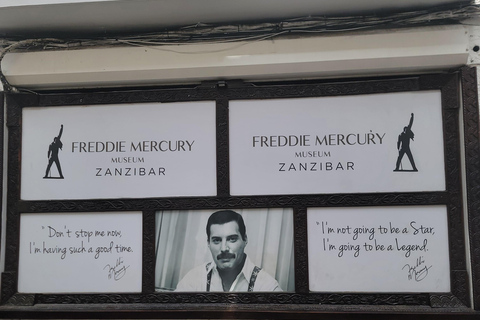 FREDDIE MERCURY
MUSEUM
ZANZIBAR
FREDDIE MERCURY
MUSEUM
ZANZIBAR
"Don't stop me now,
I'm having such a good time.
"I'm not going to be a Star,
I'm going to be a legend.